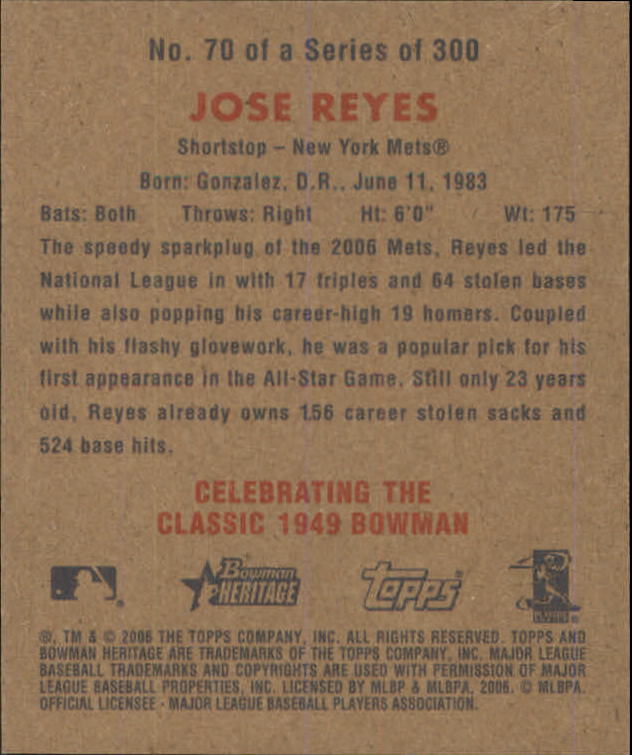 No. 70 of a Series of 300
JOSE REYES
Shortstop – New York Mets®
Born: Gonzalez, D.R., June 11, 1983
Bats: Both Throws: Right Ht: 6'0" Wt: 175
The speedy sparkplug of the 2006 Mets, Reyes led the
National League in with 17 triples and 64 stolen bases
while also popping his career-high 19 homers. Coupled
with his flashy glovework, he was a popular pick for his
first appearance in the All-Star Game. Still only 23 years
old, Reyes already owns 156 career stolen sacks and
524 base hits.
CELEBRATING THE
CLASSIC 1949 BOWMAN
Bowman
HERITAGE
Topps®
PLAYERS
®, TM & © 2006 THE TOPPS COMPANY, INC. ALL RIGHTS RESERVED. TOPPS AND
BOWMAN HERITAGE ARE TRADEMARKS OF THE TOPPS COMPANY, INC. MAJOR LEAGUE
BASEBALL TRADEMARKS AND COPYRIGHTS ARE USED WITH PERMISSION OF MAJOR
LEAGUE BASEBALL PROPERTIES, INC. LICENSED BY MLBP & MLBPA, 2006. © MLBPA.
OFFICIAL LICENSEE - MAJOR LEAGUE BASEBALL PLAYERS ASSOCIATION.